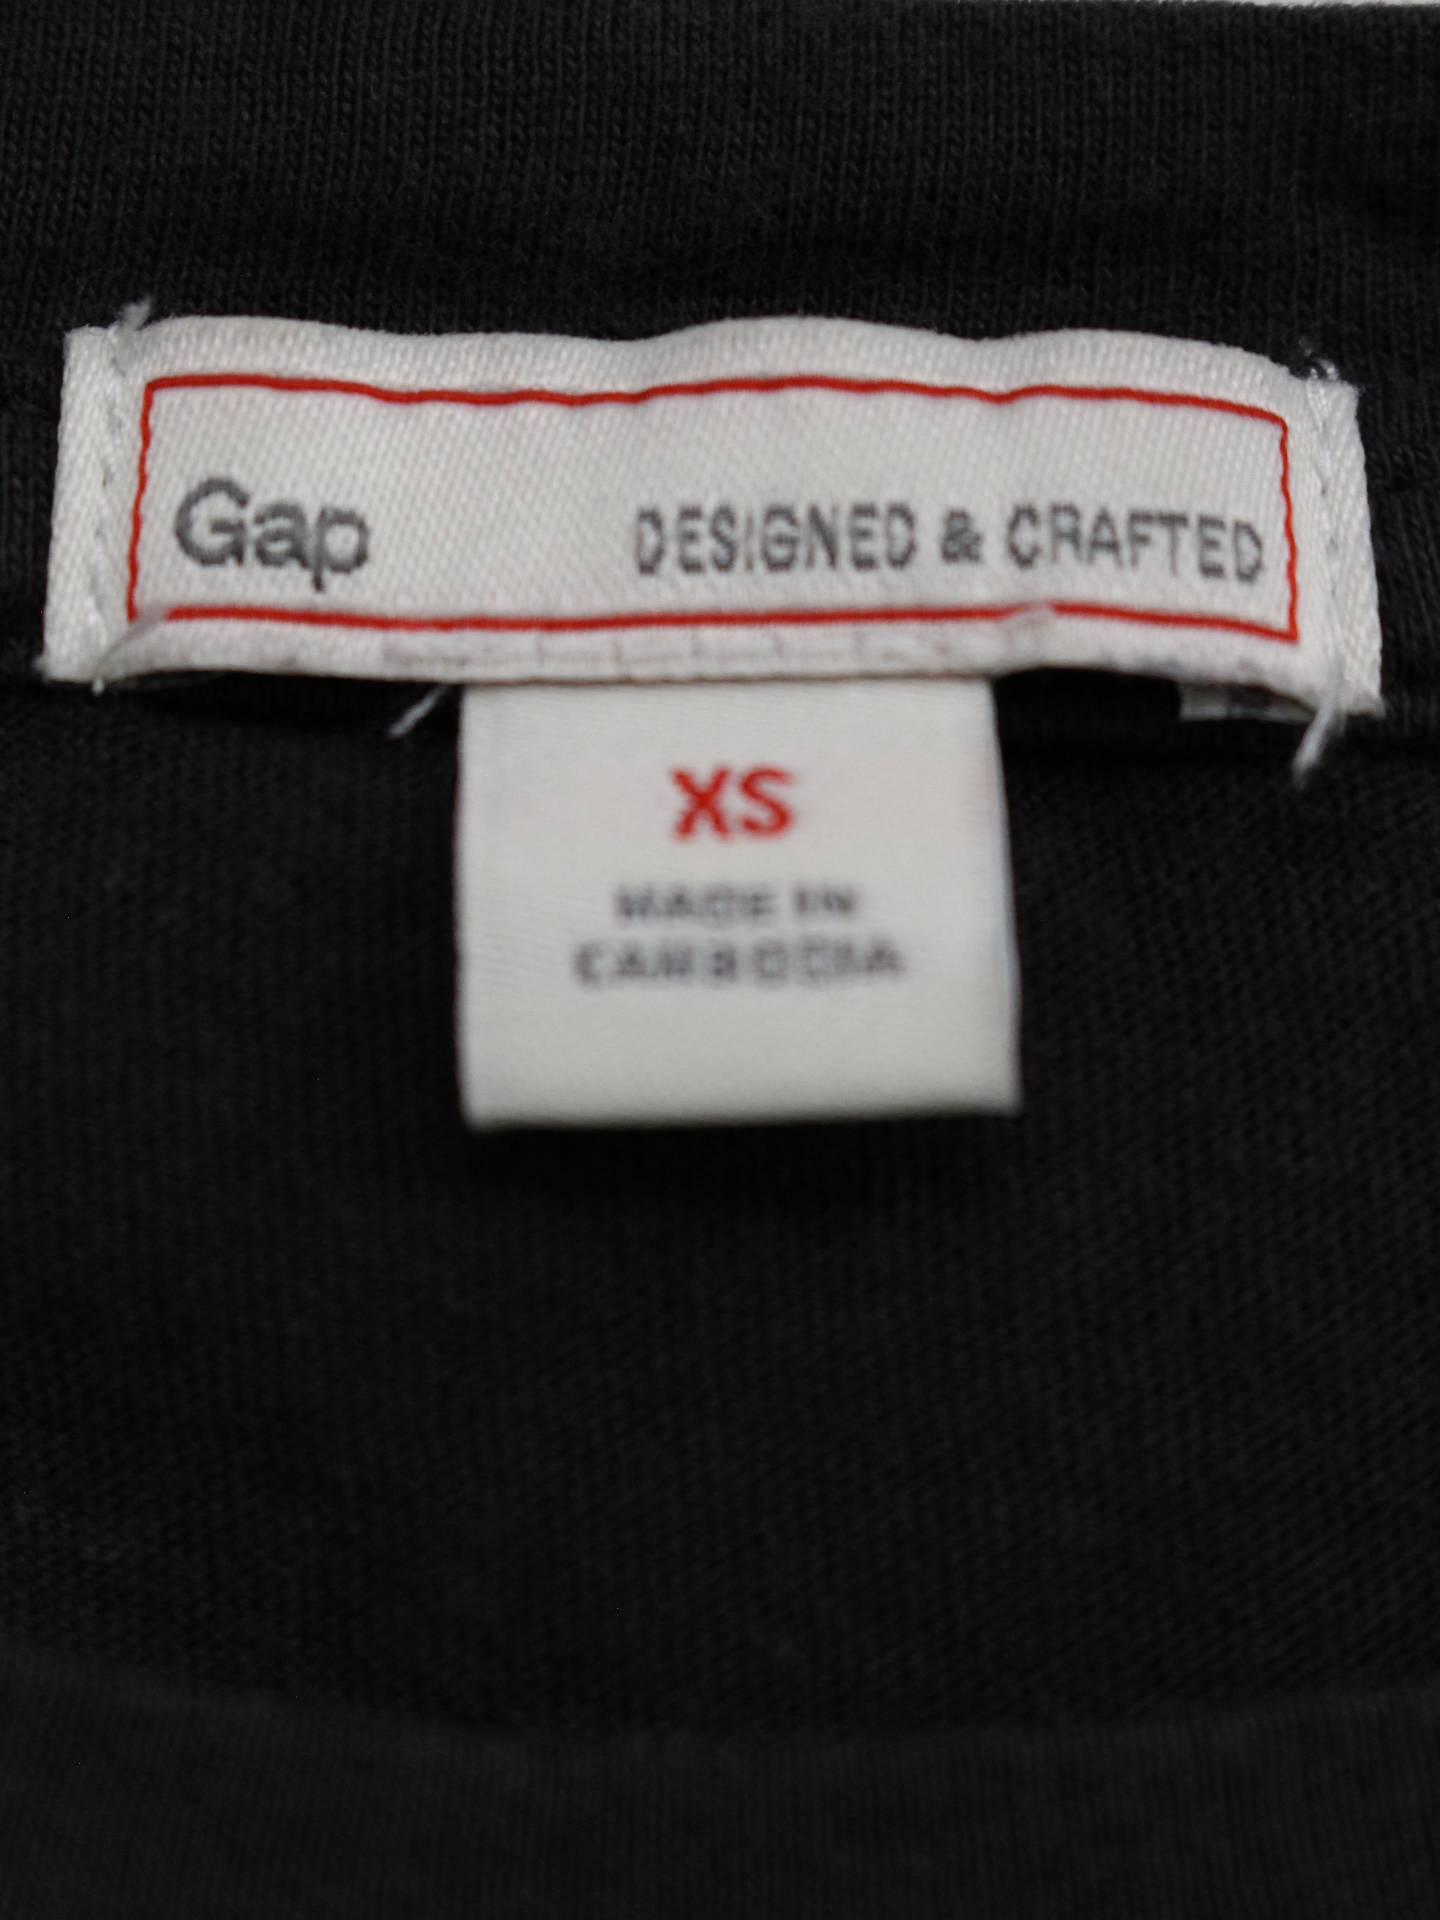 Gap DESIGNED & CRAFTED
XS
MADE IN
CAMBODIA